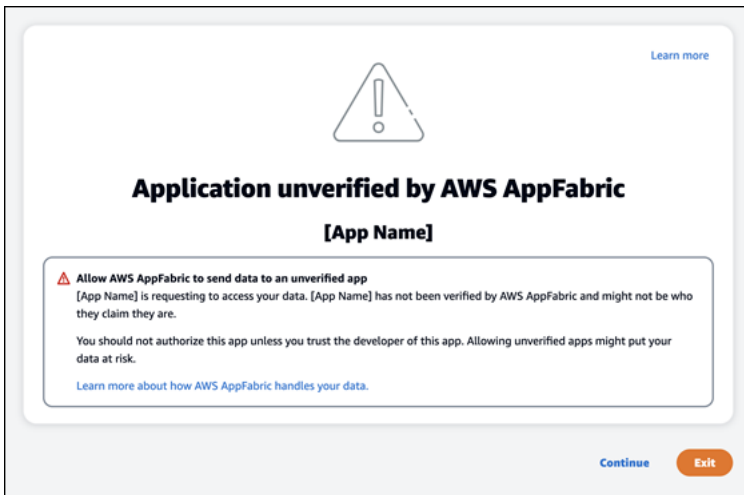 Learn more
Application unverified by AWS AppFabric
[App Name]
Allow AWS AppFabric to send data to an unverified app
[App Name] is requesting to access your data. [App Name] has not been verified by AWS AppFabric and might not be who
they claim they are.
You should not authorize this app unless you trust the developer of this app. Allowing unverified apps might put your
data at risk.
Learn more about how AWS AppFabric handles your data.
Continue
Exit